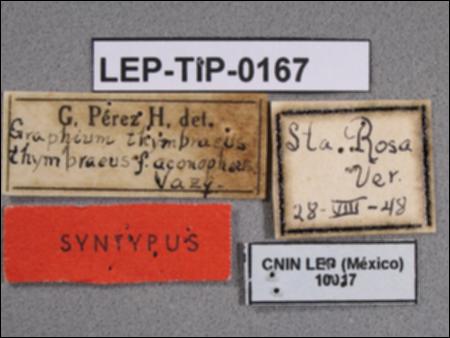 LEP-TIP-0167
G. Pérez H. det.
Graphium thymbraeus
thymbraeus f. aconophos
Vazq.
Sta. Rosa
Ver.
28-VIII-48
SYNTYPUS
CNIN LEP (México)